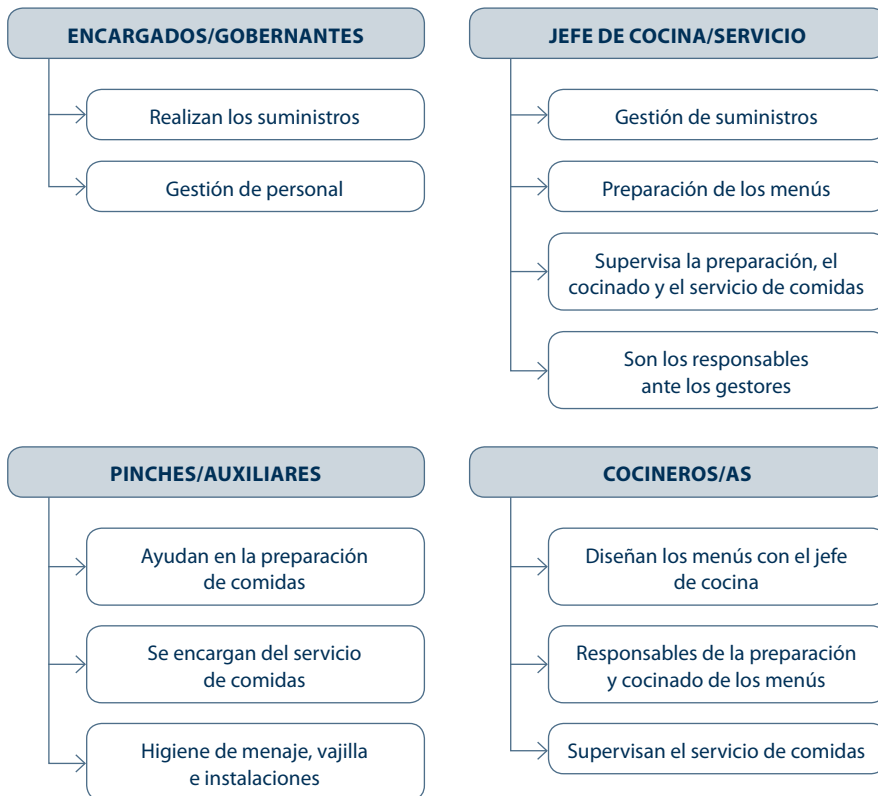 ENCARGADOS/GOBERNANTES
Realizan los suministros
Gestión de personal
JEFE DE COCINA/SERVICIO
Gestión de suministros
Preparación de los menús
Supervisa la preparación, el
cocinado y el servicio de comidas
Son los responsables
ante los gestores
PINCHES/AUXILIARES
Ayudan en la preparación
de comidas
Se encargan del servicio
de comidas
Higiene de menaje, vajilla
e instalaciones
COCINEROS/AS
Diseñan los menús con el jefe
de cocina
Responsables de la preparación
y cocinado de los menús
Supervisan el servicio de comidas